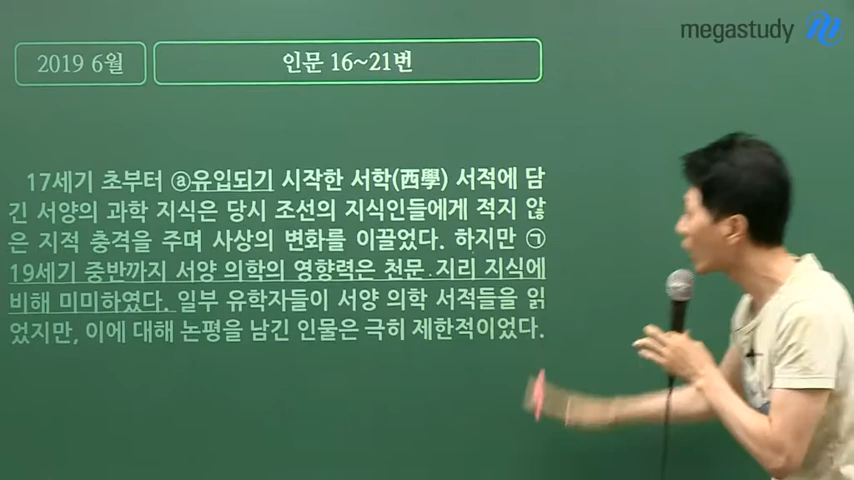 megastudy
2019 6월
인문 16~21번
17세기 초부터 ⓐ유입되기 시작한 서학(西學) 서적에 담
긴 서양의 과학 지식은 당시 조선의 지식인들에게 적지 않
은 지적 충격을 주며 사상의 변화를 이끌었다. 하지만 ㉠
19세기 중반까지 서양 의학의 영향력은 천문·지리 지식에
비해 미미하였다. 일부 유학자들이 서양 의학 서적들을 읽
었지만, 이에 대해 논평을 남긴 인물은 극히 제한적이었다.